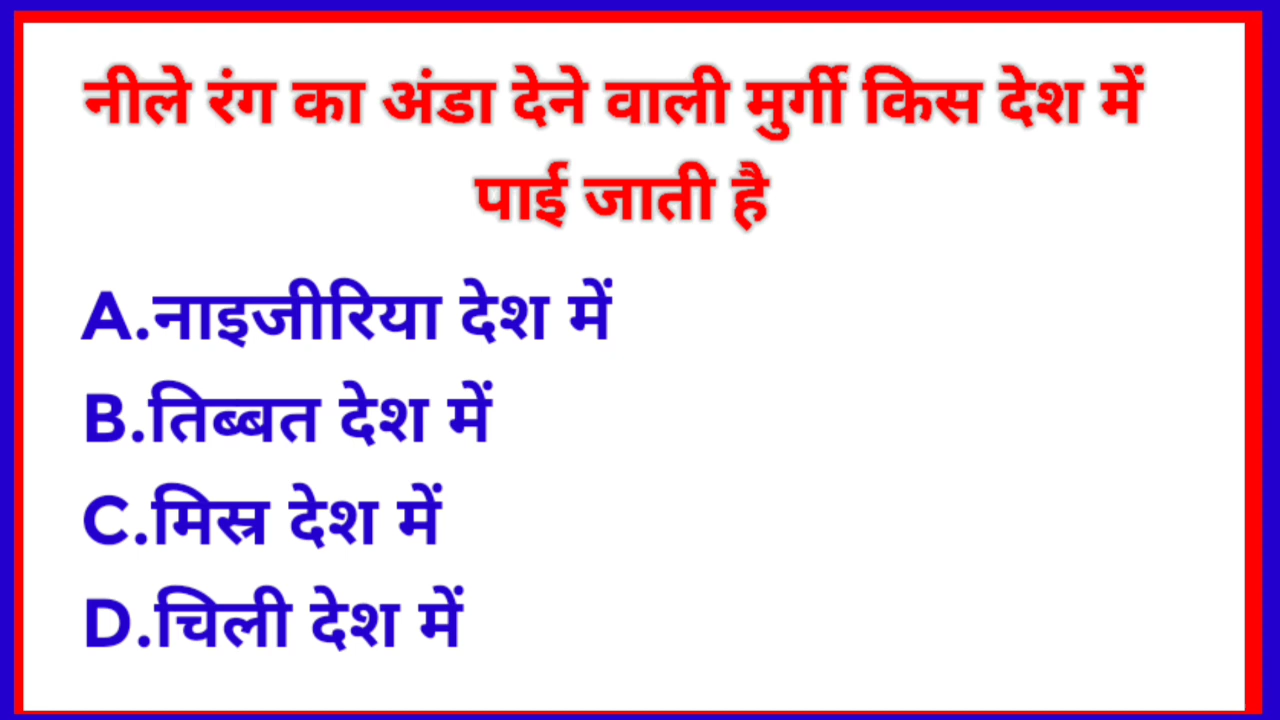 नीले रंग का अंडा देने वाली मुर्गी किस देश में
पाई जाती है
A.नाइजीरिया देश में
B.तिब्बत देश में
C.मिस्र देश में
D.चिली देश में